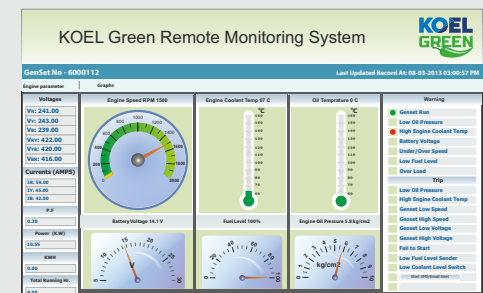 KOEL Green Remote Monitoring System
KOEL
GREEN
GenSet No - 6000112
Last Updated Record At: 08-03-2013 03:00:57 PM
Engine parameter
Graphs
Voltages
VR: 241.00
VY: 243.00
VB: 239.00
VRY: 422.00
VYB: 420.00
VBR: 416.00
Currents (AMPS)
IR: 59.00
IY: 45.00
IB: 42.00
P.F
0.30
Power (K.W)
10.55
KWH
0.00
Total Running Hr.
0.00
Engine Speed RPM 1500
Engine Coolant Temp 67 C
Oil Temprature 0 C
°C
°C
Battery Voltage 14.1 V
Fuel Level 100%
Engine Oil Pressure 5.8 kg/cm2
V
kg/cm2
Warning
Genset Run
Low Oil Pressure
High Engine Coolant Temp
Battery Voltage
Under/Over Speed
Low Fuel Level
Over Load
Trip
Low Oil Pressure
High Engine Coolant Temp
Genset Low Speed
Genset High Speed
Genset Low Voltage
Genset High Voltage
Fail to Start
Low Fuel Level Sender
Low Coolant Level Switch